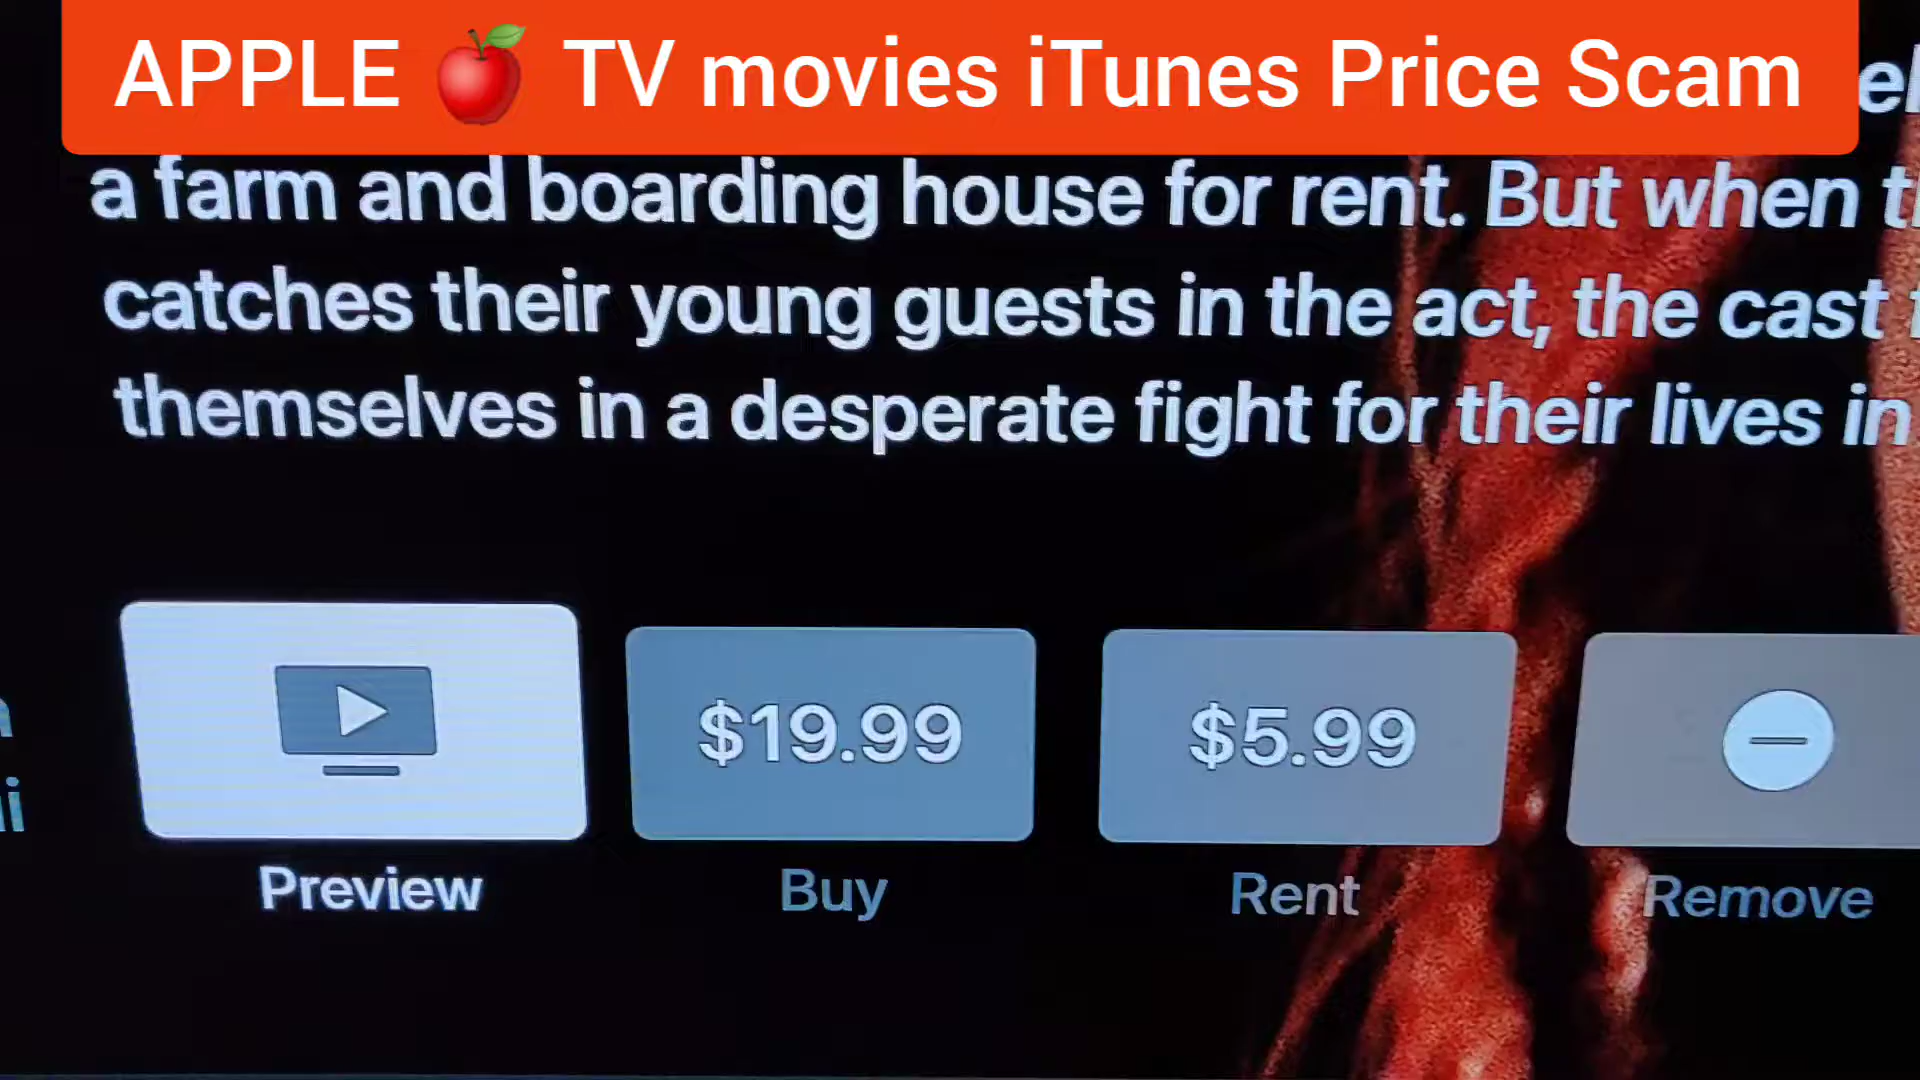 APPLE 🍎 TV movies iTunes Price Scam
a farm and boarding house for rent. But when
catches their young guests in the act, the cast
themselves in a desperate fight for their lives in
$19.99
$5.99
Preview
Buy
Rent
Remove